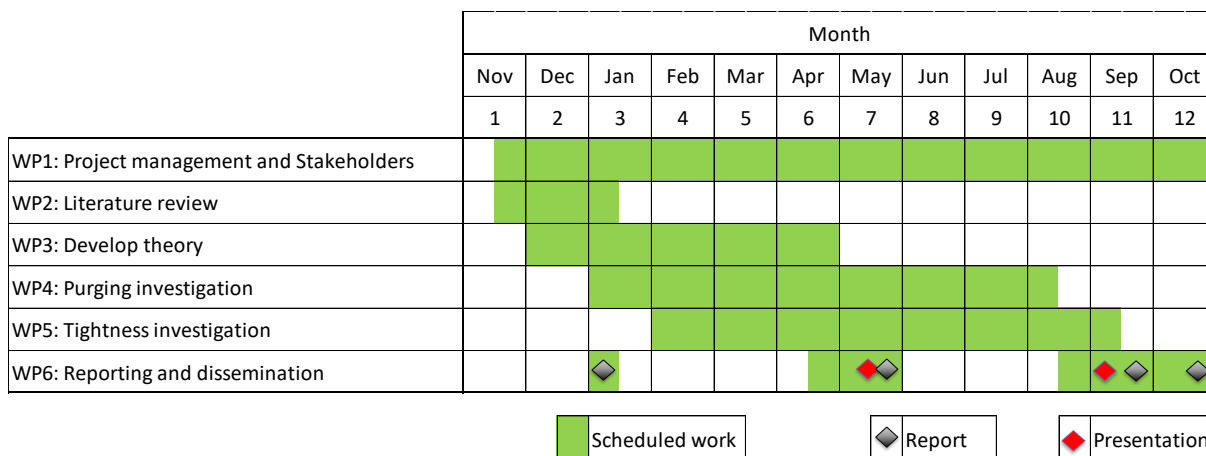 Month
Nov Dec Jan Feb Mar Apr May Jun Jul Aug Sep Oct
1 2 3 4 5 6 7 8 9 10 11 12
WP1: Project management and Stakeholders
WP2: Literature review
WP3: Develop theory
WP4: Purging investigation
WP5: Tightness investigation
WP6: Reporting and dissemination
Scheduled work Report Presentation